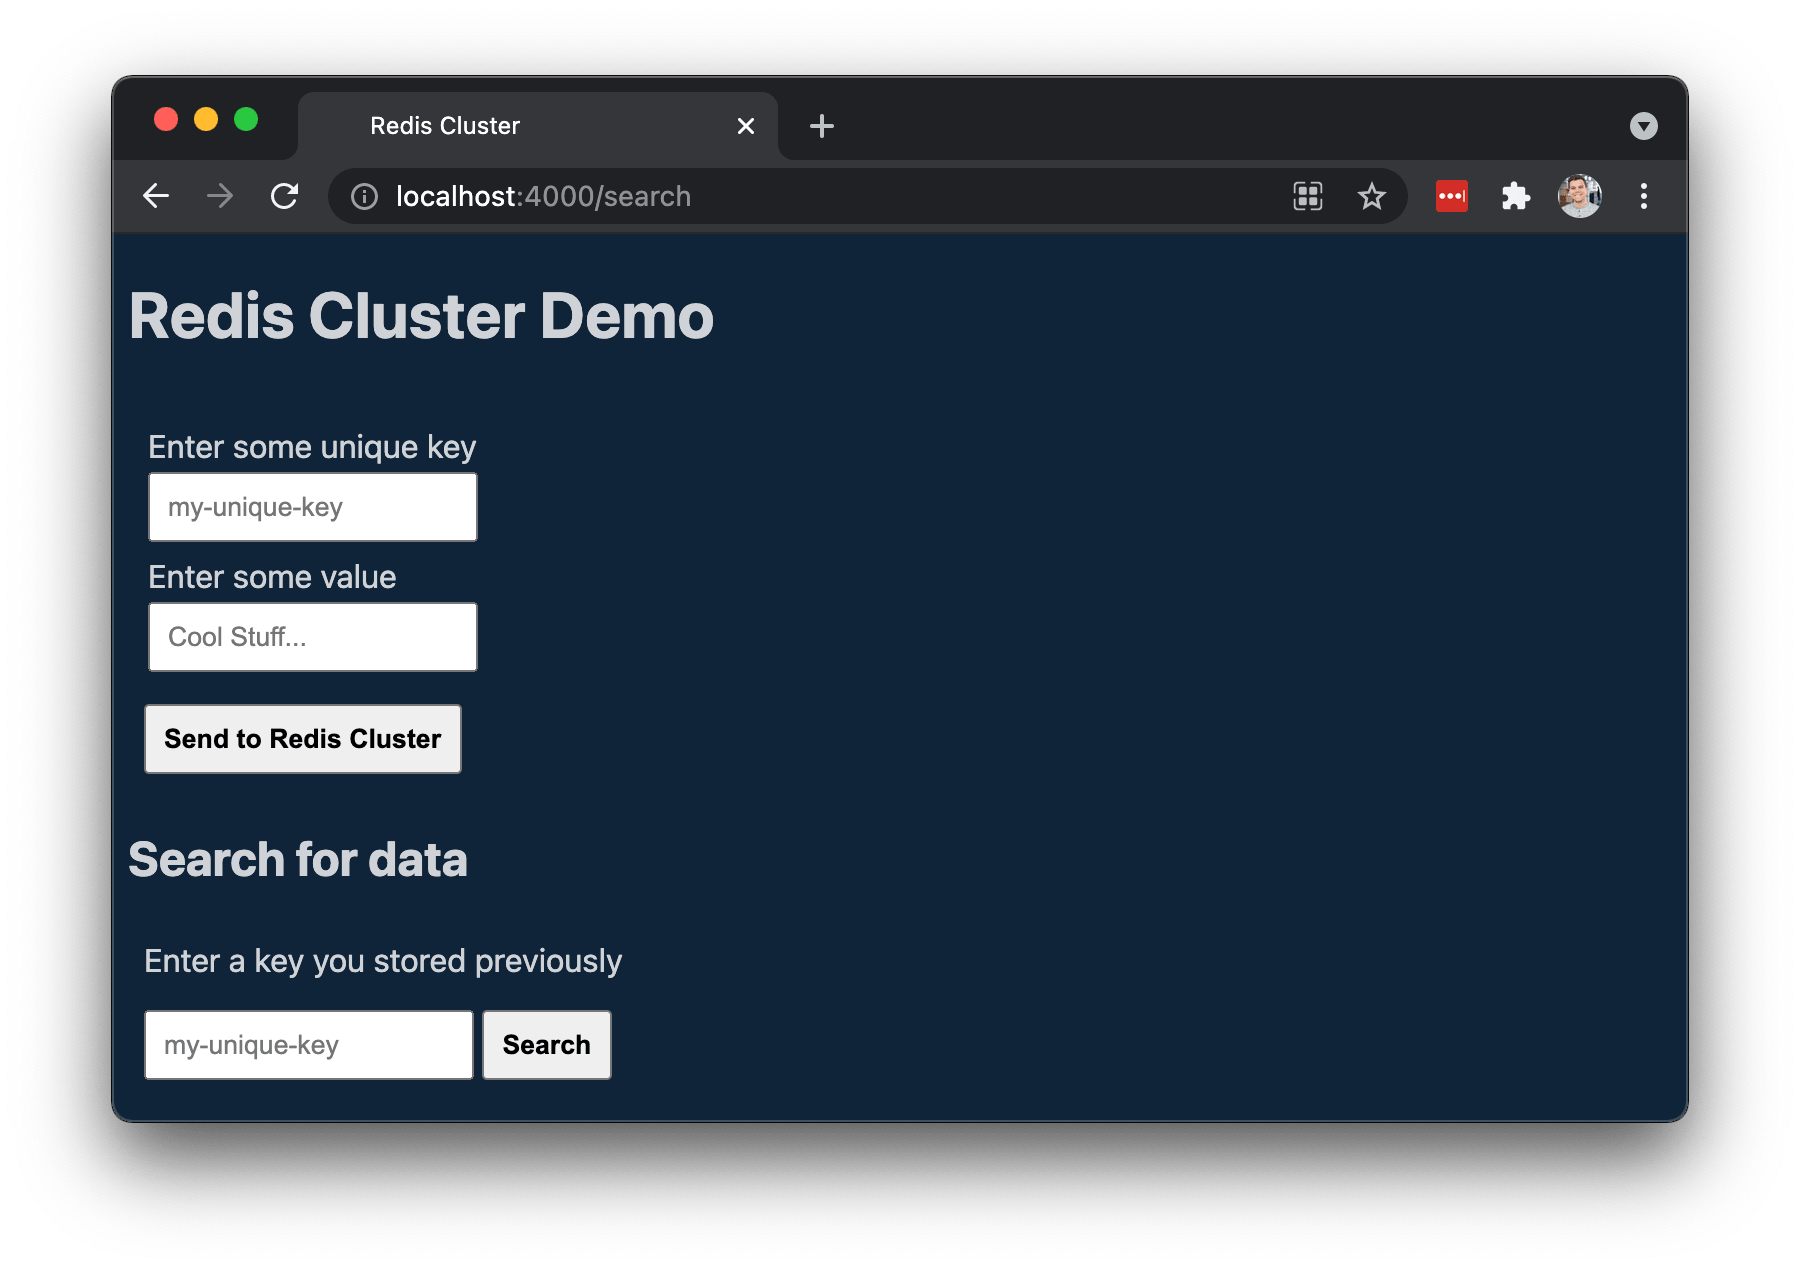 Redis Cluster
localhost:4000/search
Redis Cluster Demo
Enter some unique key
my-unique-key
Enter some value
Cool Stuff...
Send to Redis Cluster
Search for data
Enter a key you stored previously
my-unique-key Search